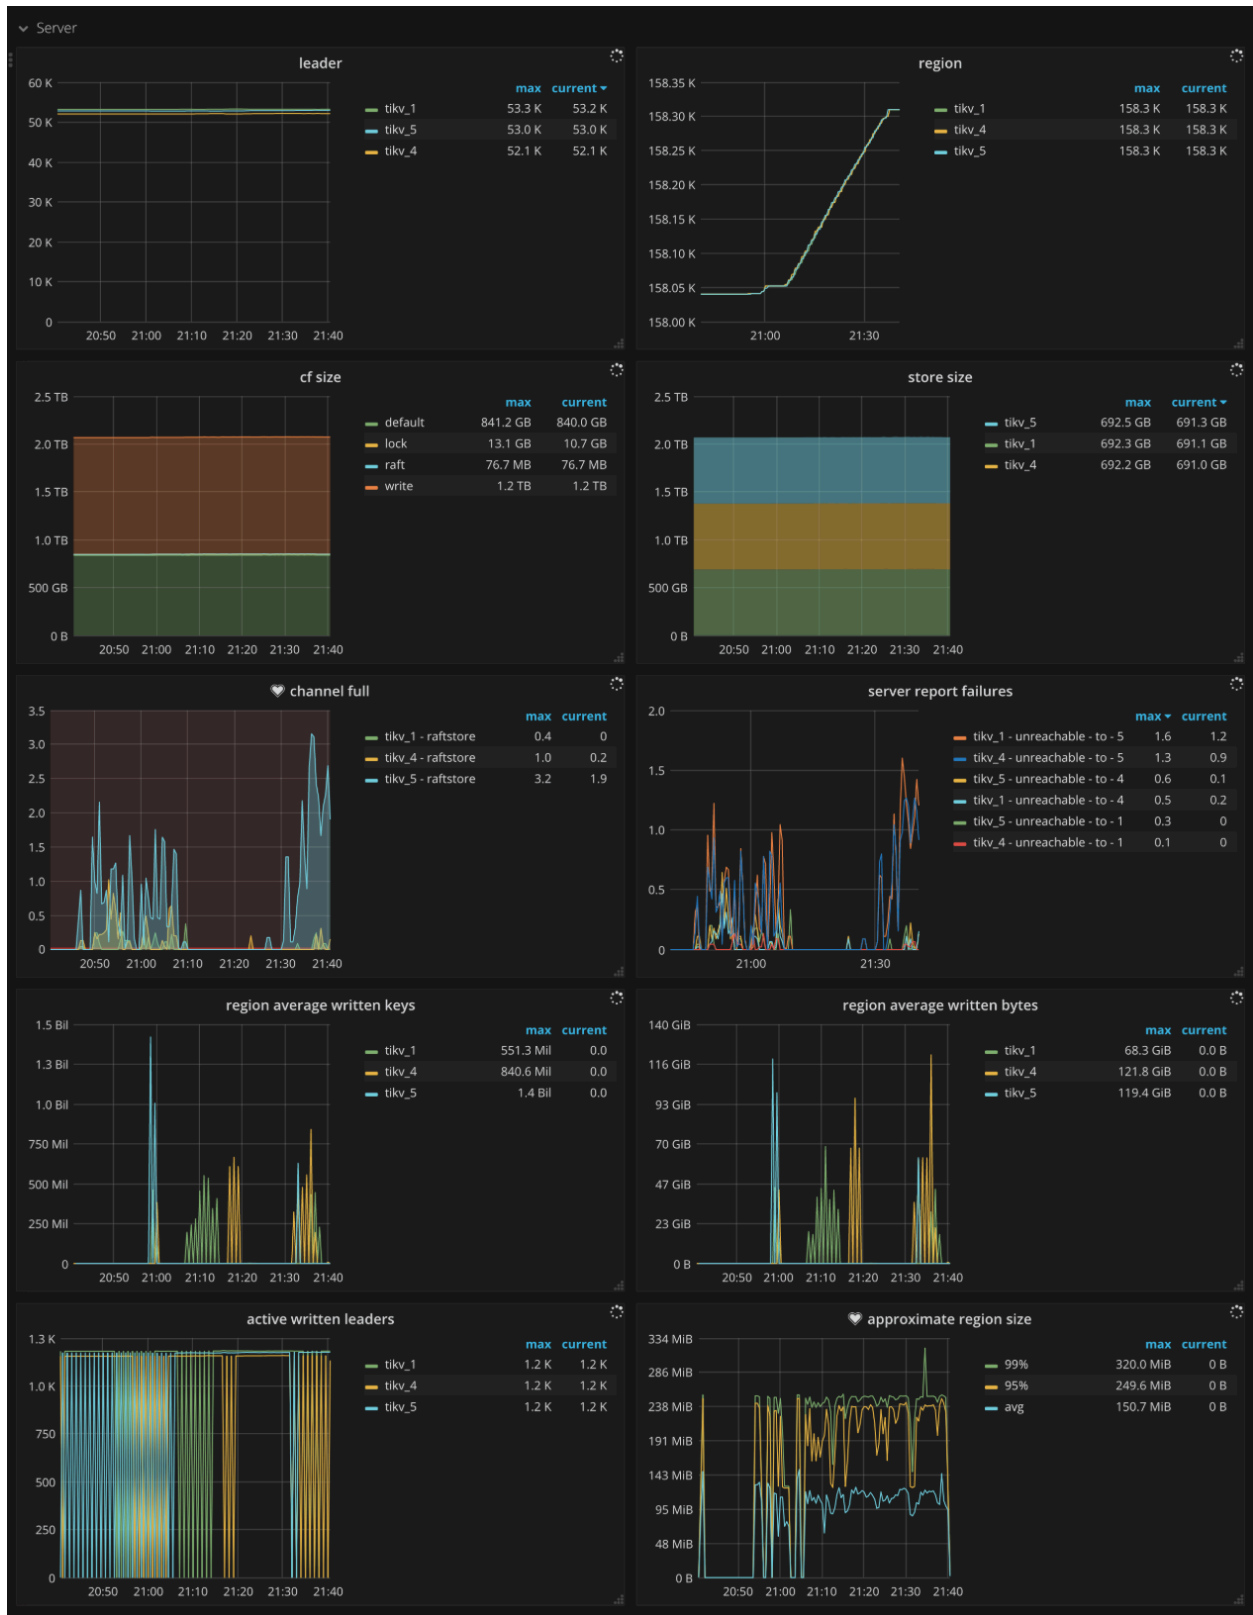 Server
leader
60 K
50 K
40 K
30 K
20 K
10 K
0
20:50 21:00 21:10 21:20 21:30 21:40
max current
tikv_1 53.3 K 53.2 K
tikv_5 53.0 K 53.0 K
tikv_4 52.1 K 52.1 K
region
158.35 K
158.30 K
158.25 K
158.20 K
158.15 K
158.10 K
158.05 K
158.00 K
21:00 21:30
max current
tikv_1 158.3 K 158.3 K
tikv_4 158.3 K 158.3 K
tikv_5 158.3 K 158.3 K
cf size
2.5 TB
2.0 TB
1.5 TB
1.0 TB
500 GB
0 B
20:50 21:00 21:10 21:20 21:30 21:40
max current
default 841.2 GB 840.0 GB
lock 13.1 GB 10.7 GB
raft 76.7 MB 76.7 MB
write 1.2 TB 1.2 TB
store size
2.5 TB
2.0 TB
1.5 TB
1.0 TB
500 GB
0 B
20:50 21:00 21:10 21:20 21:30 21:40
max current
tikv_5 692.5 GB 691.3 GB
tikv_1 692.3 GB 691.1 GB
tikv_4 692.2 GB 691.0 GB
channel full
3.5
3.0
2.5
2.0
1.5
1.0
0.5
0
20:50 21:00 21:10 21:20 21:30 21:40
max current
tikv_1 - raftstore 0.4 0
tikv_4 - raftstore 1.0 0.2
tikv_5 - raftstore 3.2 1.9
server report failures
2.0
1.5
1.0
0.5
0
21:00 21:30
max current
tikv_1 - unreachable - to - 5 1.6 1.2
tikv_4 - unreachable - to - 5 1.3 0.9
tikv_5 - unreachable - to - 4 0.6 0.1
tikv_1 - unreachable - to - 4 0.5 0.2
tikv_5 - unreachable - to - 1 0.3 0
tikv_4 - unreachable - to - 1 0.1 0
region average written keys
1.5 Bil
1.3 Bil
1.0 Bil
750 Mil
500 Mil
250 Mil
0
20:50 21:00 21:10 21:20 21:30 21:40
max current
tikv_1 551.3 Mil 0.0
tikv_4 840.6 Mil 0.0
tikv_5 1.4 Bil 0.0
region average written bytes
140 GiB
116 GiB
93 GiB
70 GiB
47 GiB
23 GiB
0 B
20:50 21:00 21:10 21:20 21:30 21:40
max current
tikv_1 68.3 GiB 0.0 B
tikv_4 121.8 GiB 0.0 B
tikv_5 119.4 GiB 0.0 B
active written leaders
1.3 K
1.0 K
750
500
250
0
20:50 21:00 21:10 21:20 21:30 21:40
max current
tikv_1 1.2 K 1.2 K
tikv_4 1.2 K 1.2 K
tikv_5 1.2 K 1.2 K
approximate region size
334 MiB
286 MiB
238 MiB
191 MiB
143 MiB
95 MiB
48 MiB
0 B
20:50 21:00 21:10 21:20 21:30 21:40
max current
99% 320.0 MiB 0 B
95% 249.6 MiB 0 B
avg 150.7 MiB 0 B